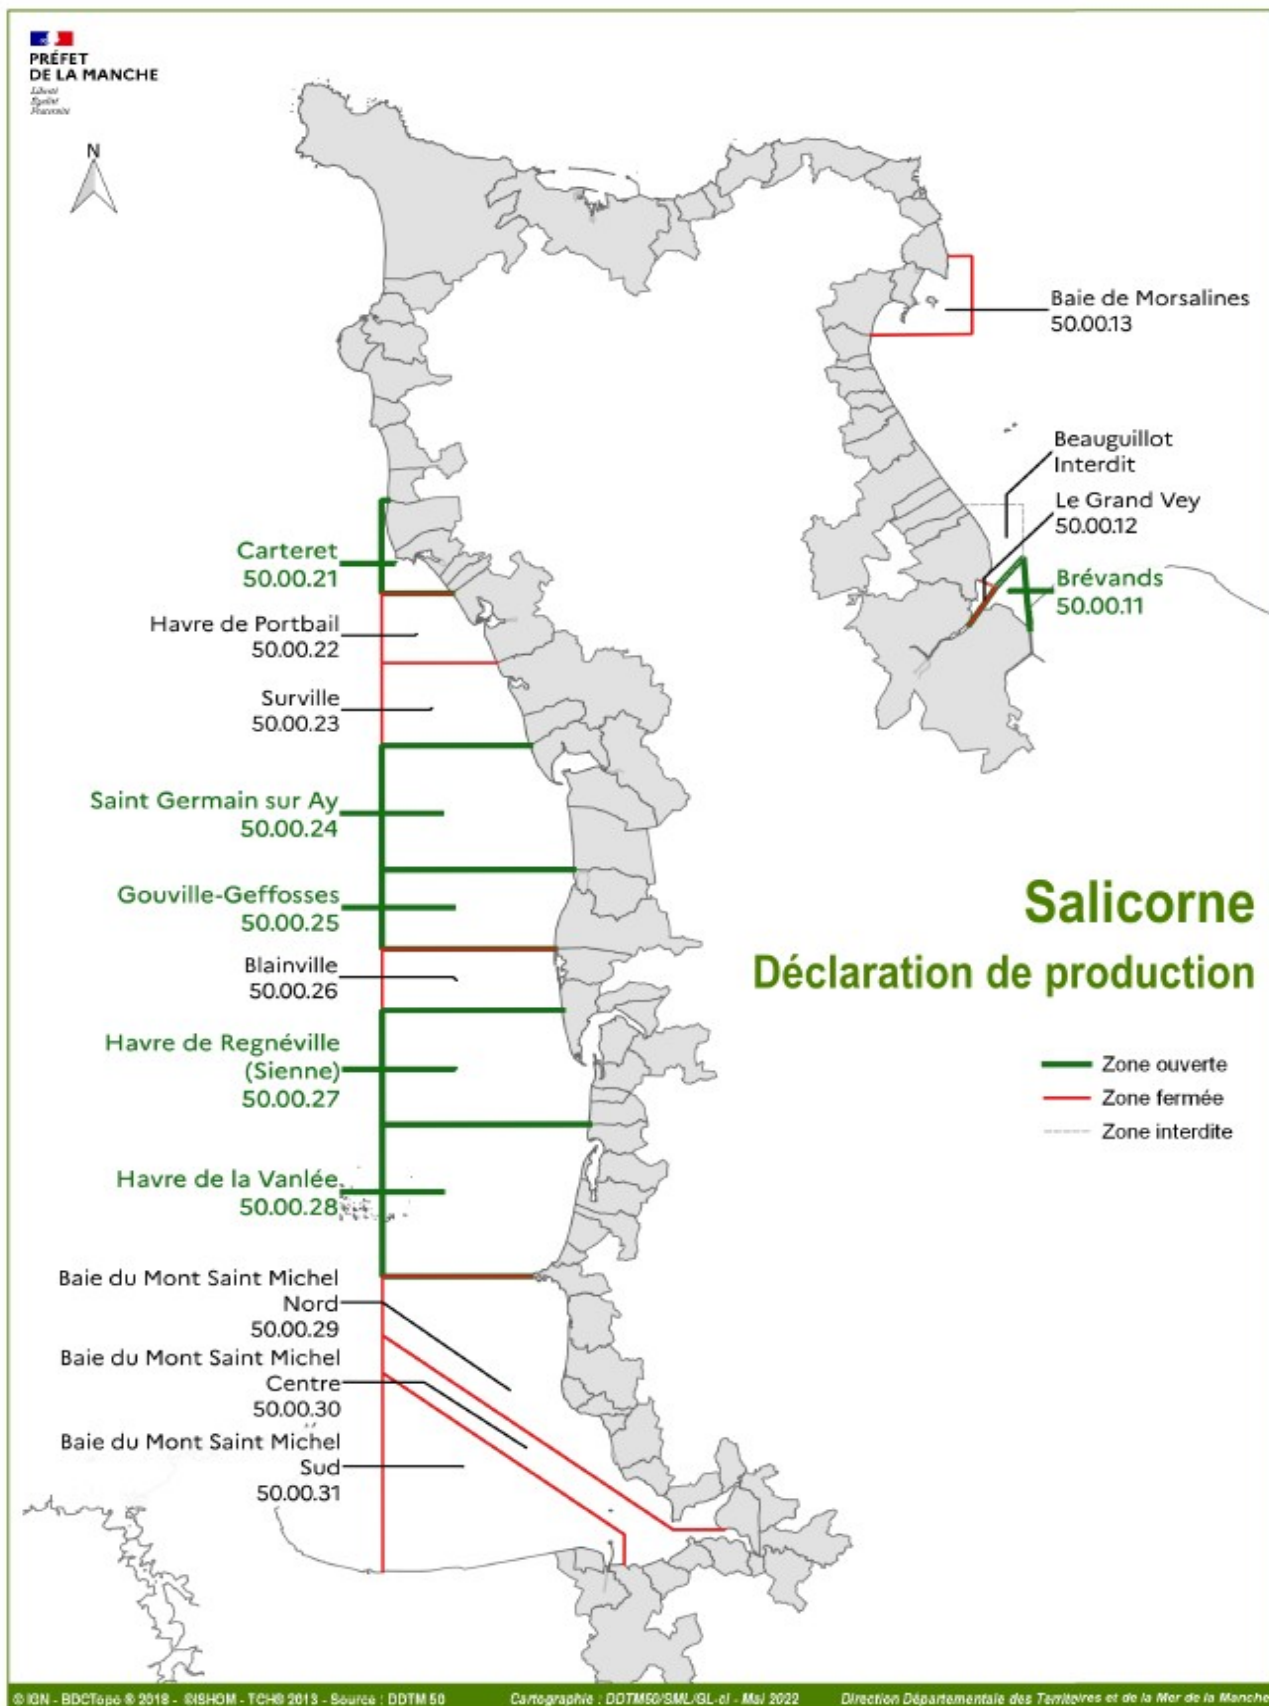 PRÉFET
DE LA MANCHE
Liberté
Égalité
Fraternité
N
Baie de Morsalines
50.00.13
Beauguillot
Interdit
Le Grand Vey
50.00.12
Brévands
50.00.11
Carteret
50.00.21
Havre de Portbail
50.00.22
Surville
50.00.23
Saint Germain sur Ay
50.00.24
Gouville-Geffosses
50.00.25
Blainville
50.00.26
Havre de Regnéville
(Sienne)
50.00.27
Havre de la Vanlée
50.00.28
Baie du Mont Saint Michel
Nord
50.00.29
Baie du Mont Saint Michel
Centre
50.00.30
Baie du Mont Saint Michel
Sud
50.00.31
Salicorne
Déclaration de production
Zone ouverte
Zone fermée
Zone interdite
© IGN - BDCTopo ® 2018 - ©SHOM - TCH® 2013 - Source : DDTM 50
Cartographie : DDTM50/SML/GL-cl - Mai 2022
Direction Départementale des Territoires et de la Mer de la Manche